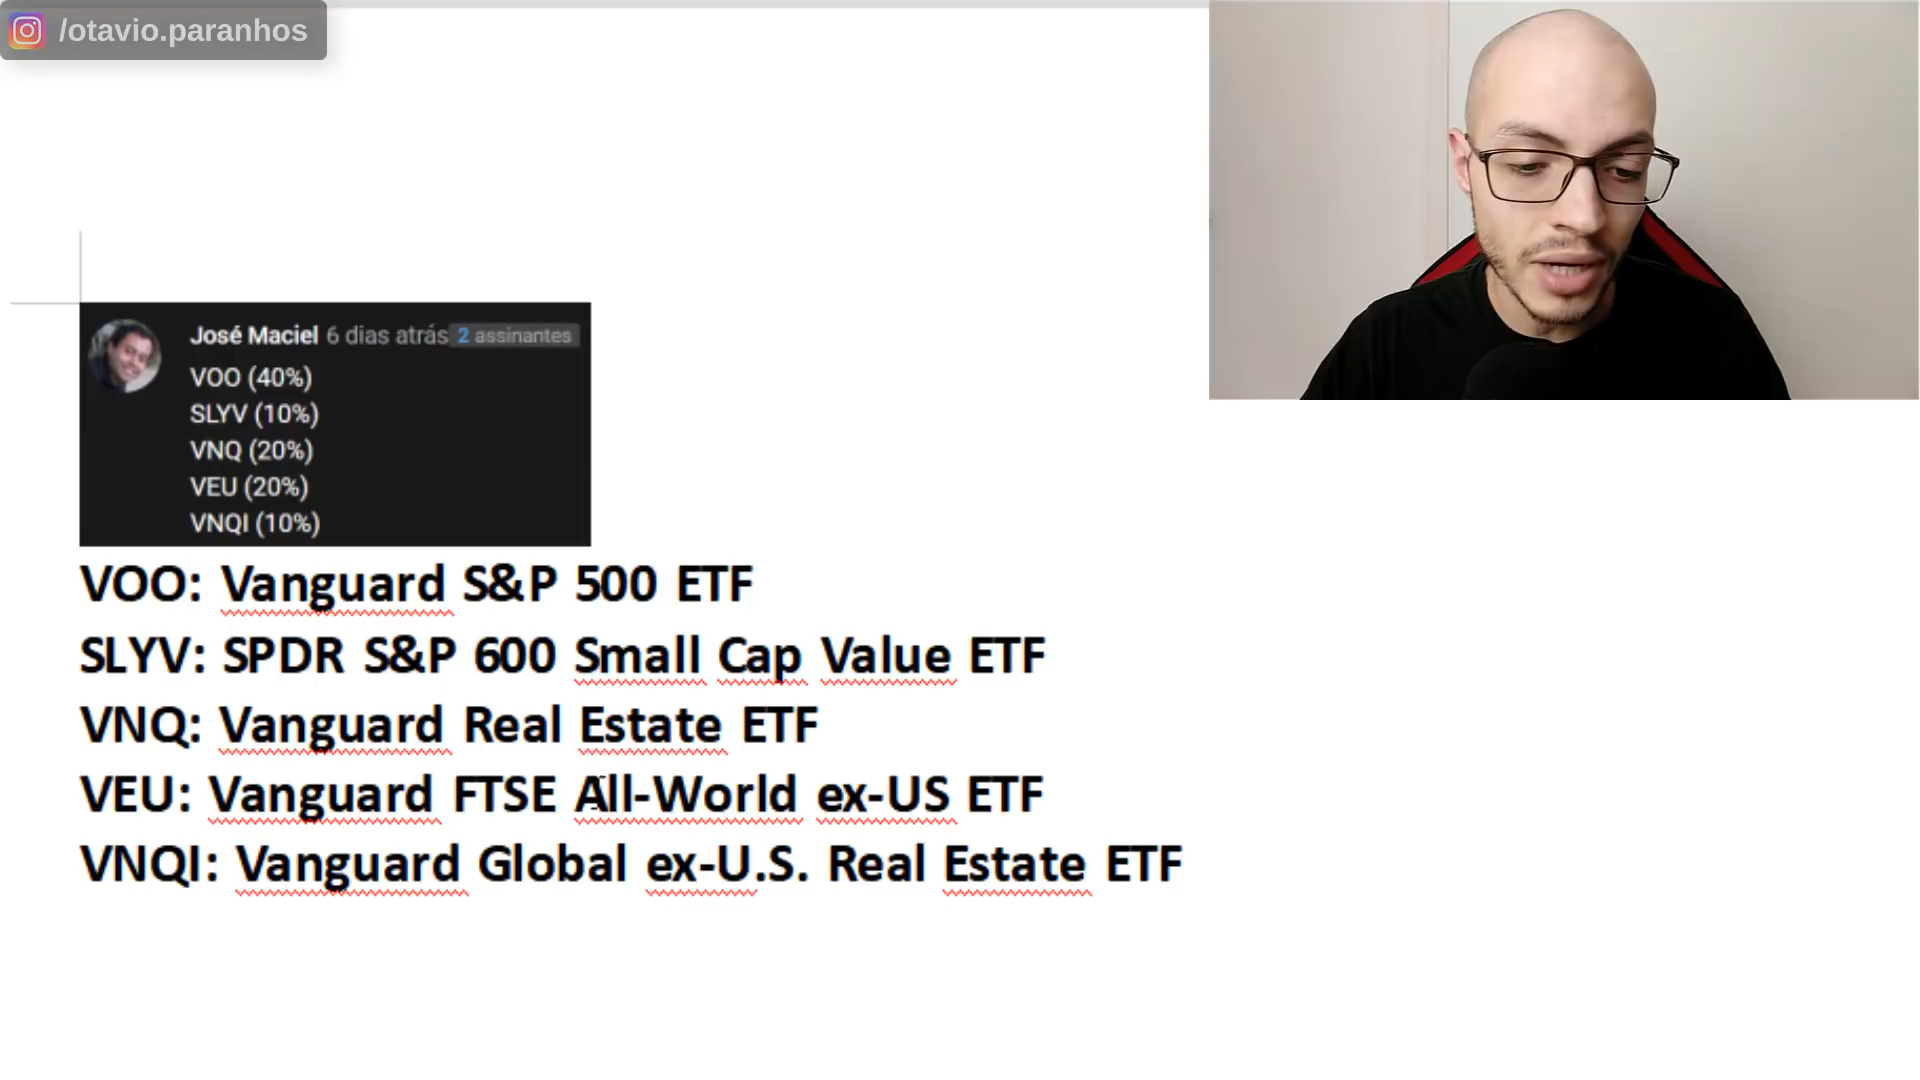 /otavio.paranhos
José Maciel 6 dias atrás 2 assinantes
VOO (40%)
SLYV (10%)
VNQ (20%)
VEU (20%)
VNQI (10%)
VOO: Vanguard S&P 500 ETF
SLYV: SPDR S&P 600 Small Cap Value ETF
VNQ: Vanguard Real Estate ETF
VEU: Vanguard FTSE All-World ex-US ETF
VNQI: Vanguard Global ex-U.S. Real Estate ETF